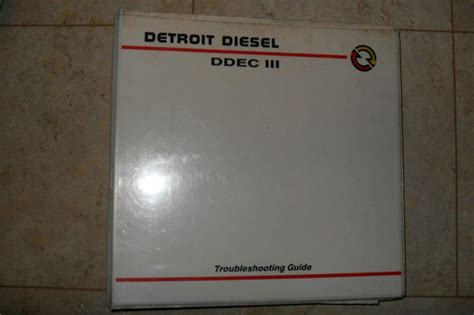 DETROIT DIESEL
DDEC III
Troubleshooting Guide